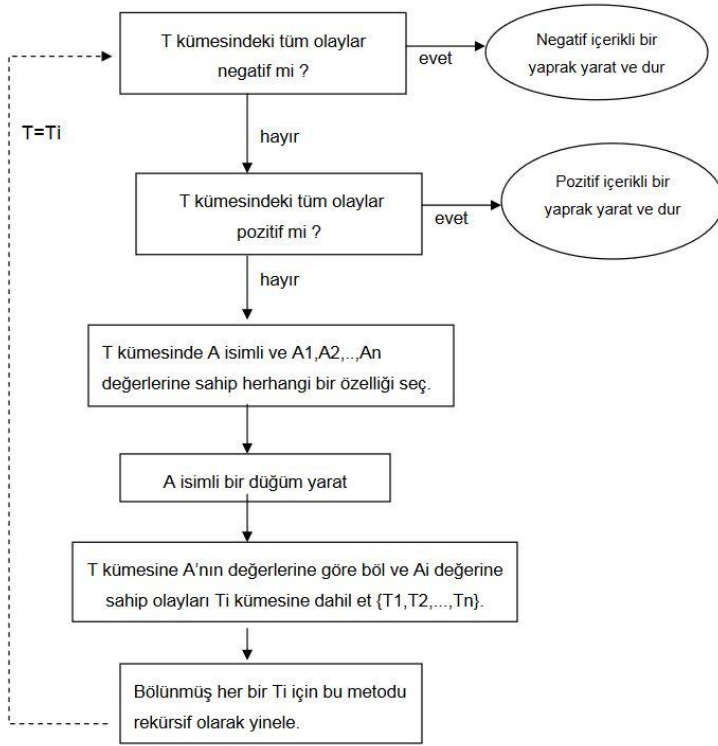 T kümesindeki tüm olaylar
negatif mi ?
evet
Negatif içerikli bir
yaprak yarat ve dur
T=Ti
hayır
T kümesindeki tüm olaylar
pozitif mi ?
evet
Pozitif içerikli bir
yaprak yarat ve dur
hayır
T kümesinde A isimli ve A1,A2,..,An
değerlerine sahip herhangi bir özelliği seç.
A isimli bir düğüm yarat
T kümesine A'nın değerlerine göre böl ve Ai değerine
sahip olayları Ti kümesine dahil et {T1,T2,...,Tn}.
Bölünmüş her bir Ti için bu metodu
rekürsif olarak yinele.